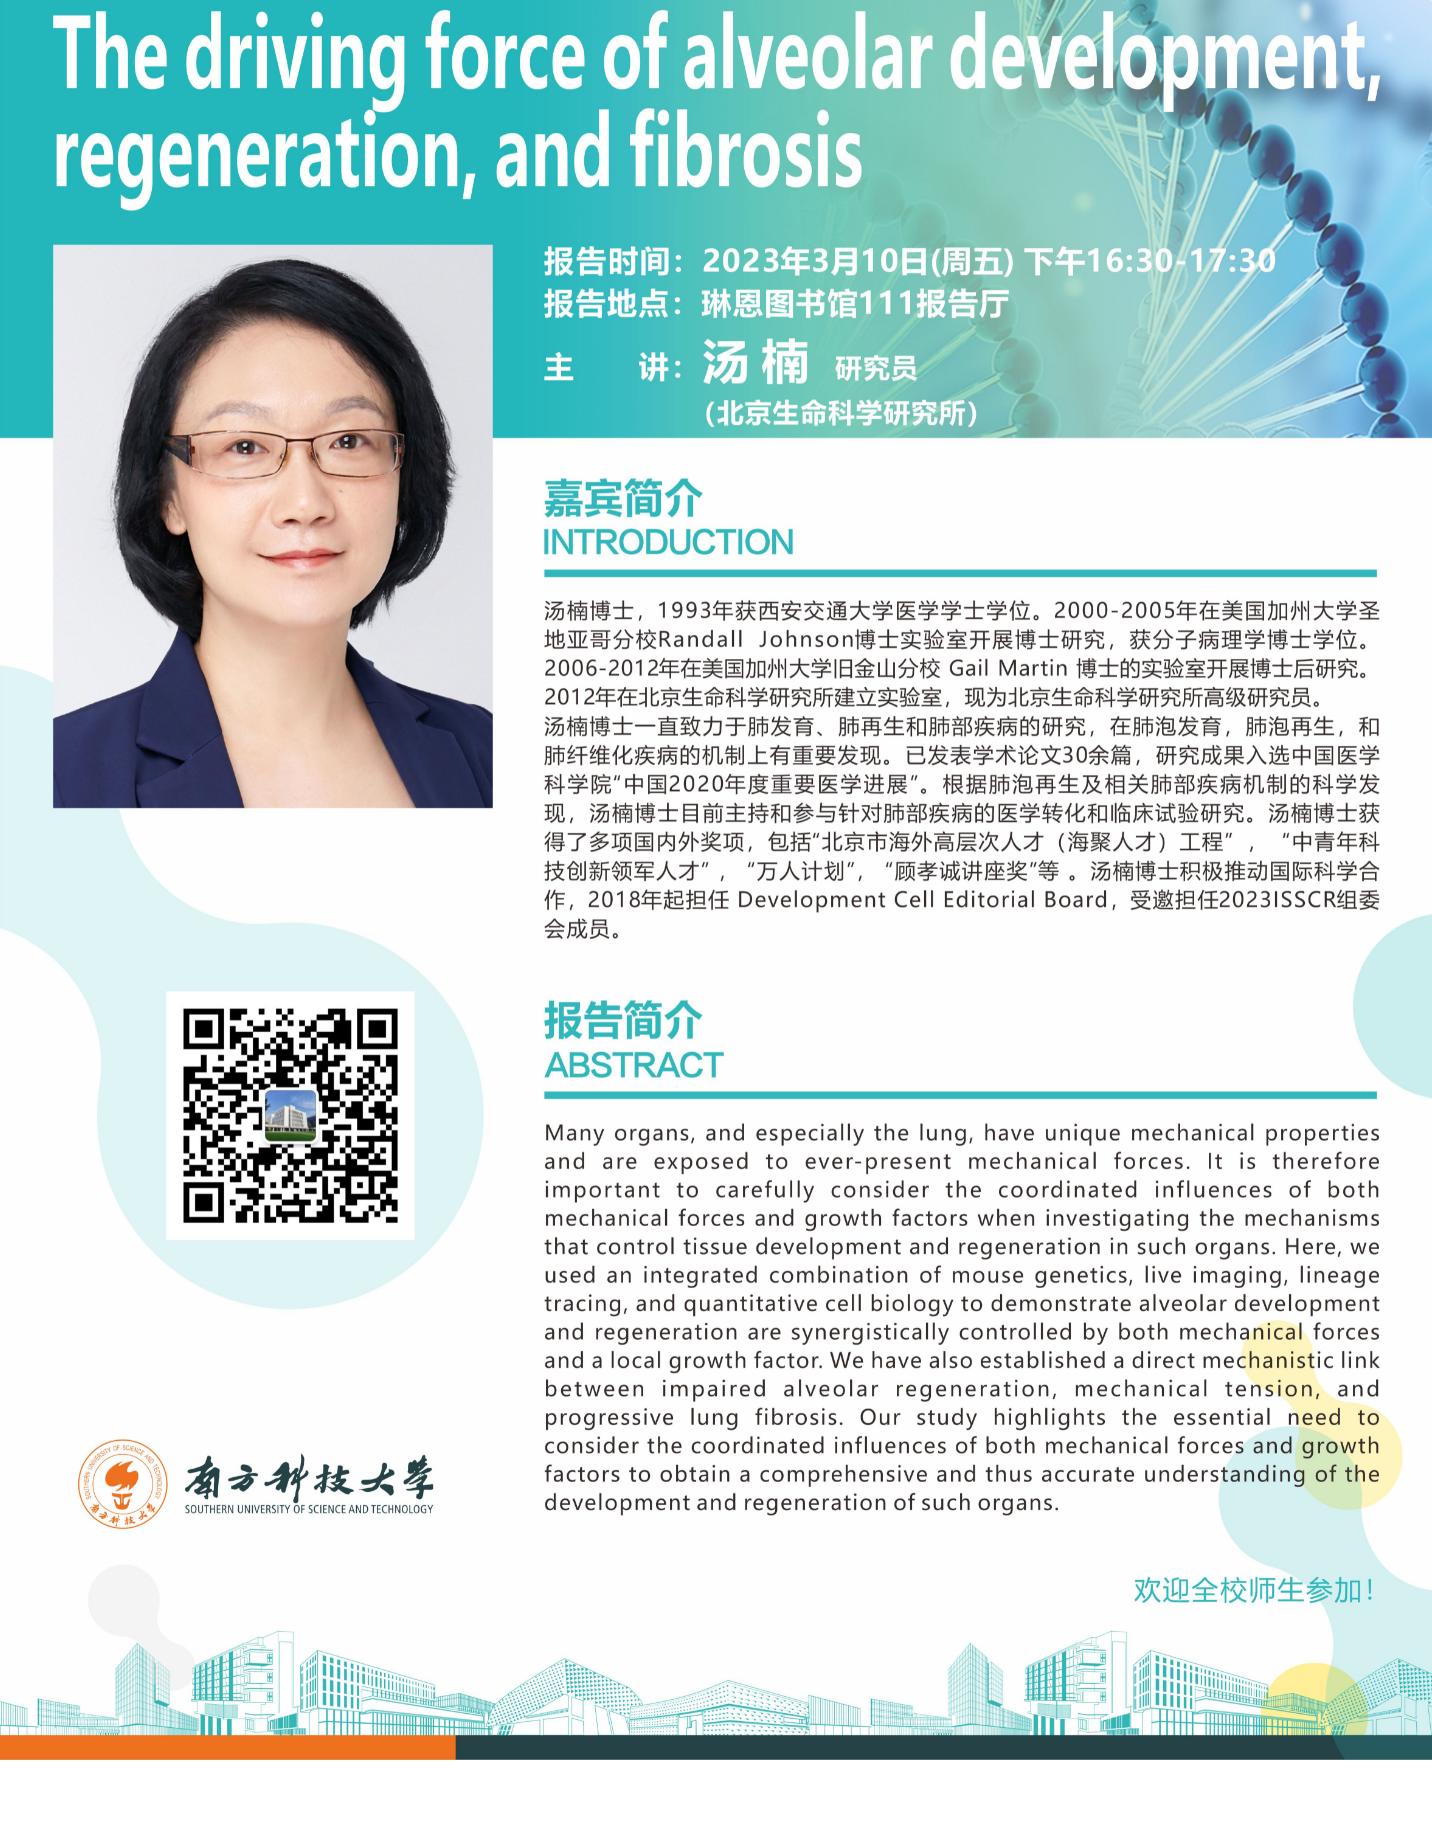 The driving force of alveolar development,
regeneration, and fibrosis
报告时间：2023年3月10日(周五) 下午16:30-17:30
报告地点：琳恩图书馆111报告厅
主 讲：汤 楠 研究员
（北京生命科学研究所）
嘉宾简介
INTRODUCTION
汤楠博士，1993年获西安交通大学医学学士学位。2000-2005年在美国加州大学圣
地亚哥分校Randall Johnson博士实验室开展博士研究，获分子病理学博士学位。
2006-2012年在美国加州大学旧金山分校 Gail Martin 博士的实验室开展博士后研究。
2012年在北京生命科学研究所建立实验室，现为北京生命科学研究所高级研究员。
汤楠博士一直致力于肺发育、肺再生和肺部疾病的研究，在肺泡发育，肺泡再生，和
肺纤维化疾病的机制上有重要发现。已发表学术论文30余篇，研究成果入选中国医学
科学院“中国2020年度重要医学进展”。根据肺泡再生及相关肺部疾病机制的科学发
现，汤楠博士目前主持和参与针对肺部疾病的医学转化和临床试验研究。汤楠博士获
得了多项国内外奖项，包括“北京市海外高层次人才（海聚人才）工程”，“中青年科
技创新领军人才”，“万人计划”，“顾孝诚讲座奖”等 。汤楠博士积极推动国际科学合
作，2018年起担任 Development Cell Editorial Board，受邀担任2023ISSCR组委
会成员。
报告简介
ABSTRACT
Many organs, and especially the lung, have unique mechanical properties
and are exposed to ever-present mechanical forces. It is therefore
important to carefully consider the coordinated influences of both
mechanical forces and growth factors when investigating the mechanisms
that control tissue development and regeneration in such organs. Here, we
used an integrated combination of mouse genetics, live imaging, lineage
tracing, and quantitative cell biology to demonstrate alveolar development
and regeneration are synergistically controlled by both mechanical forces
and a local growth factor. We have also established a direct mechanistic link
between impaired alveolar regeneration, mechanical tension, and
progressive lung fibrosis. Our study highlights the essential need to
consider the coordinated influences of both mechanical forces and growth
factors to obtain a comprehensive and thus accurate understanding of the
development and regeneration of such organs.
SOUTHERN UNIVERSITY OF SCIENCE AND TECHNOLOGY
南方科技大学
南方科技大学
SOUTHERN UNIVERSITY OF SCIENCE AND TECHNOLOGY
欢迎全校师生参加！